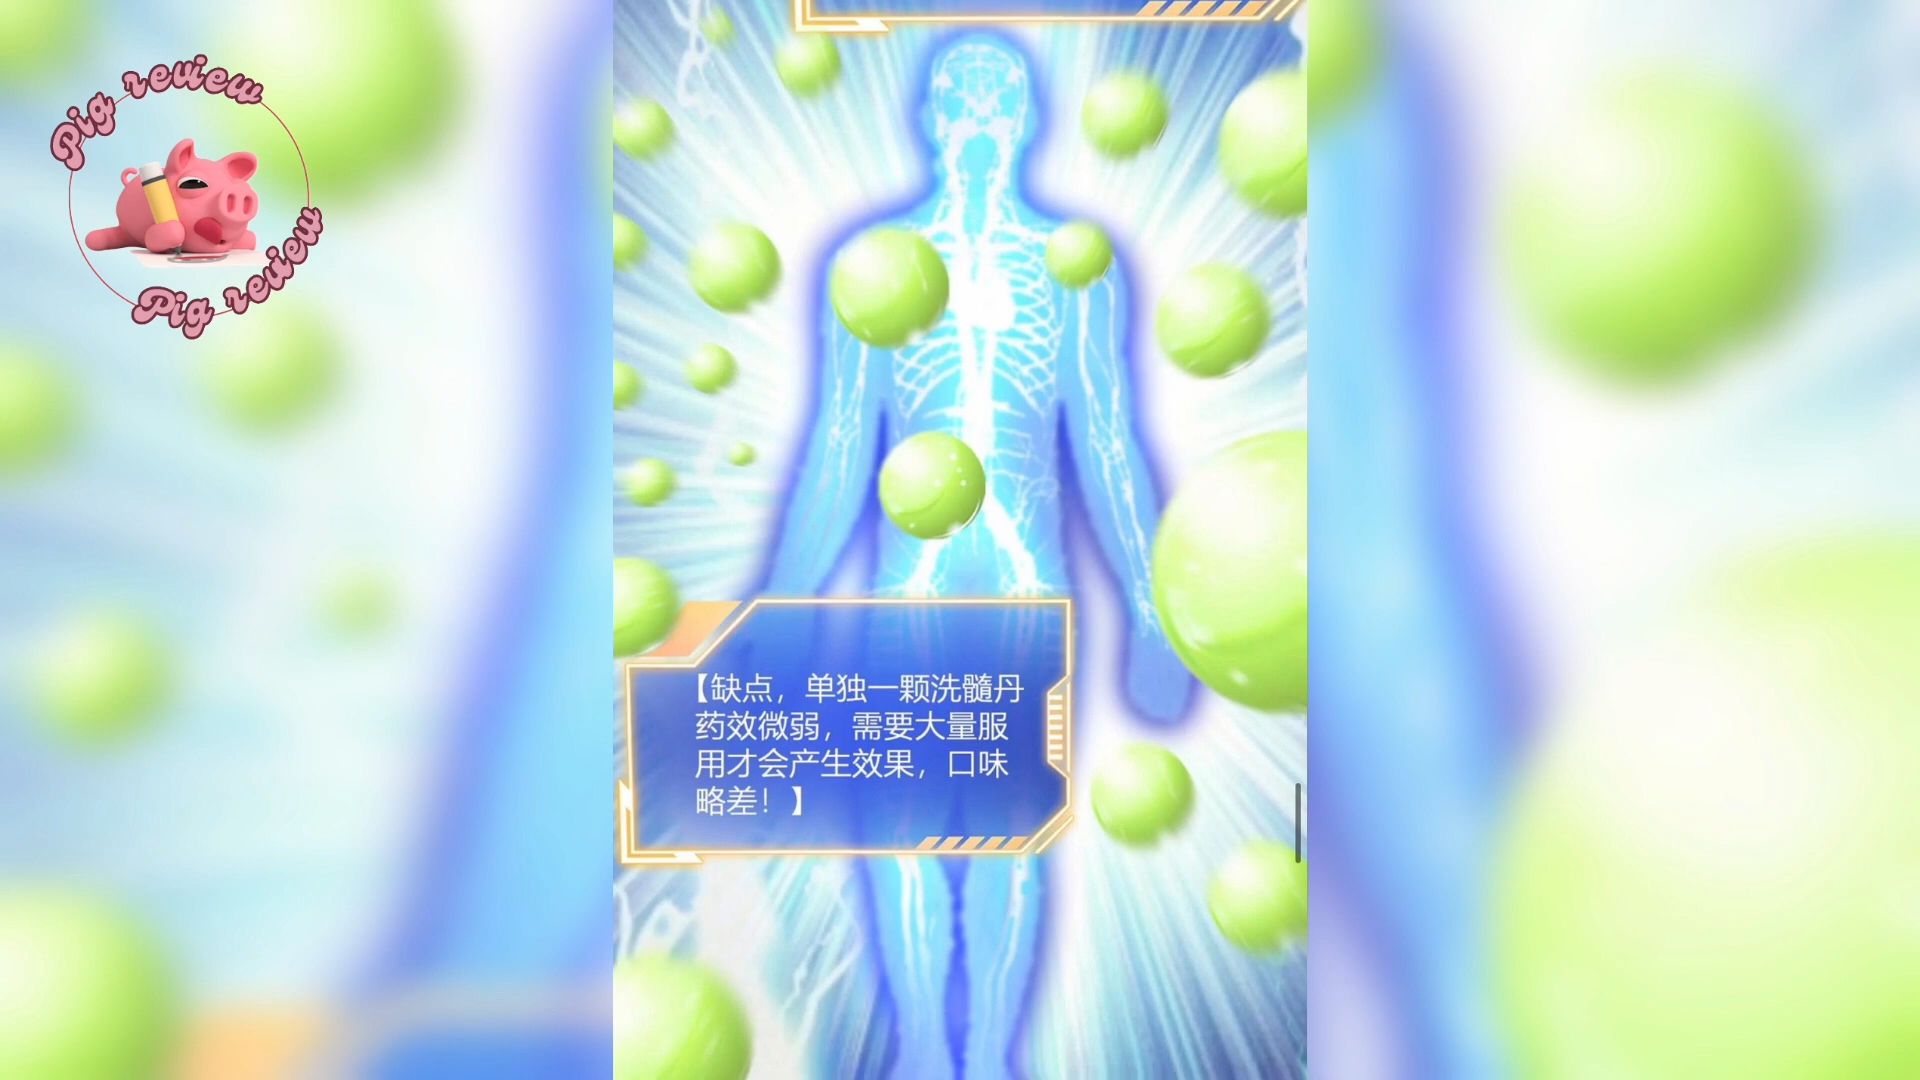 Pig review
Pig review
【缺点，单独一颗洗髓丹
药效微弱，需要大量服
用才会产生效果，口味
略差！】